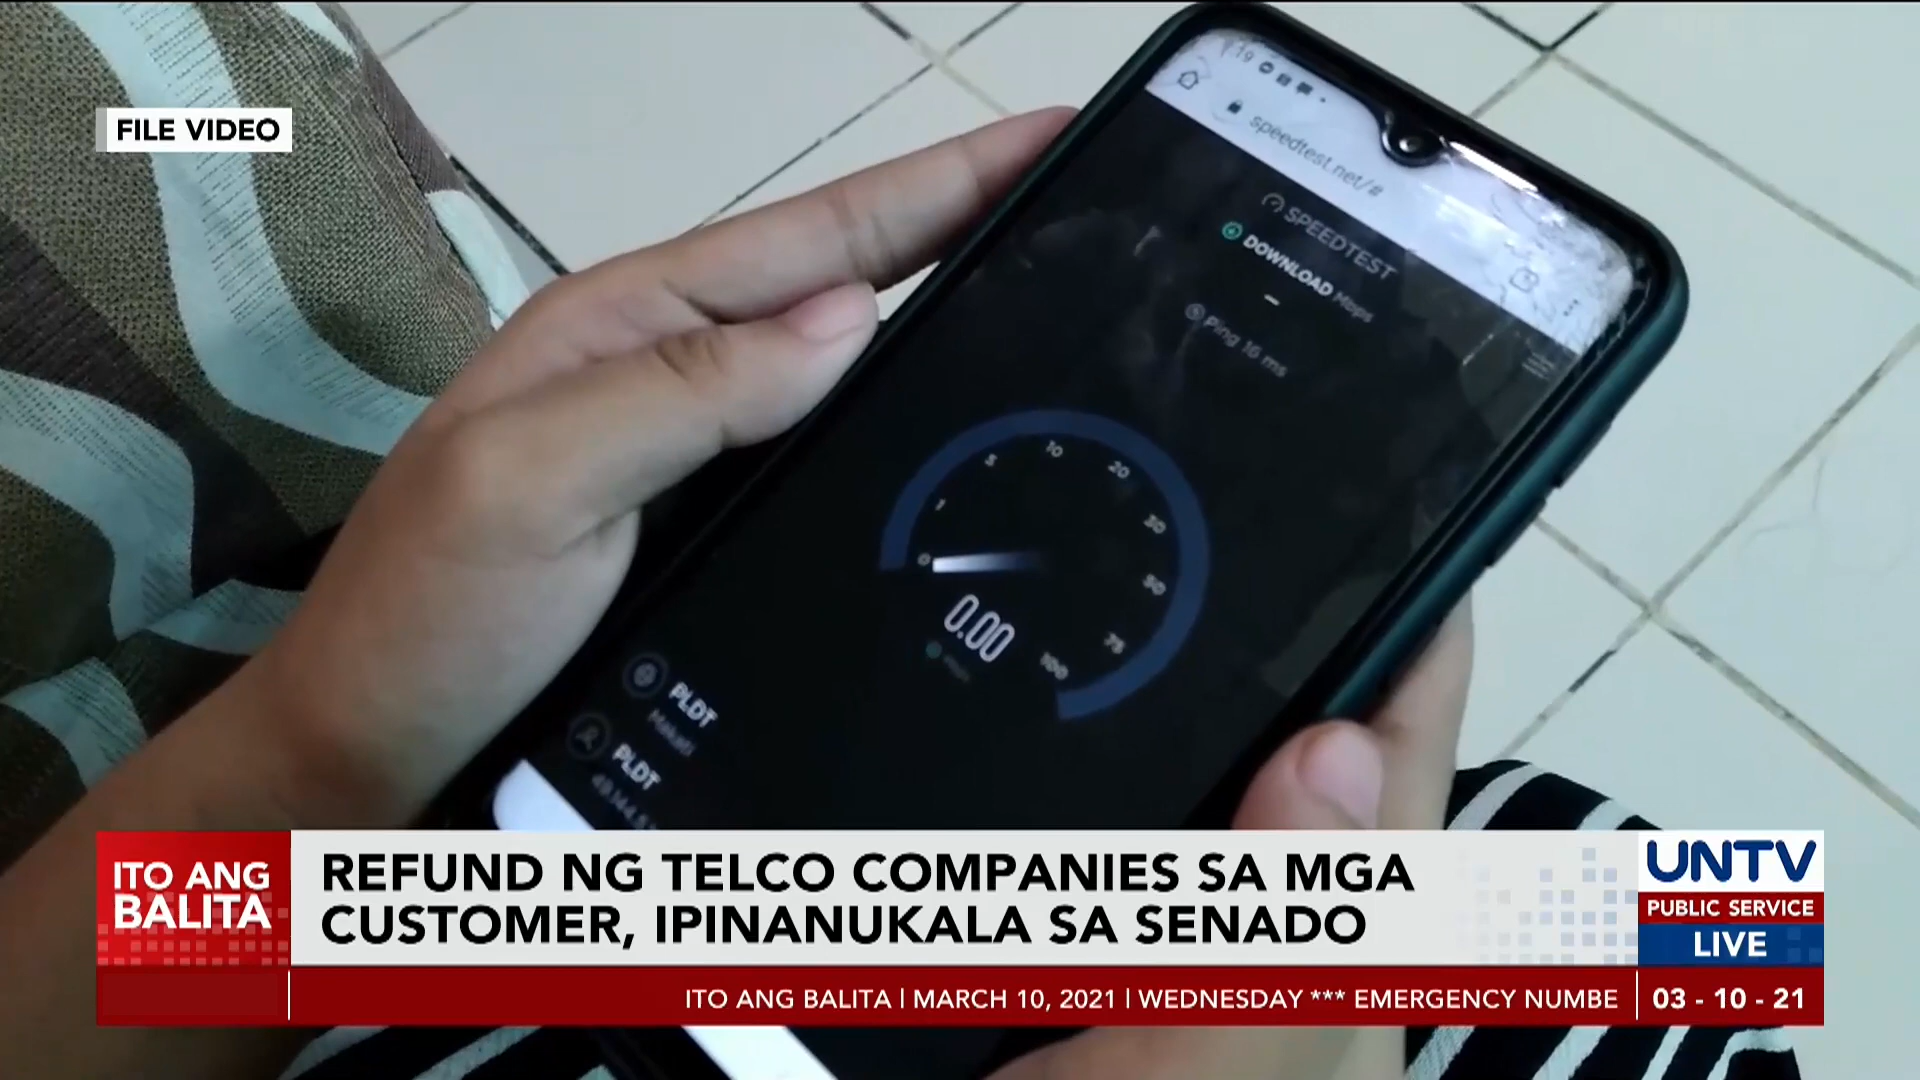 FILE VIDEO
19
speedtest.net/#
SPEEDTEST
DOWNLOAD Mbps
Ping 16 ms
0
1
5
10
20
30
50
75
100
0.00
PLDT
Makati
PLDT
ITO ANG
BALITA
REFUND NG TELCO COMPANIES SA MGA
CUSTOMER, IPINANUKALA SA SENADO
UNTV
PUBLIC SERVICE
LIVE
ITO ANG BALITA | MARCH 10, 2021 | WEDNESDAY *** EMERGENCY NUMBE
03 - 10 - 21